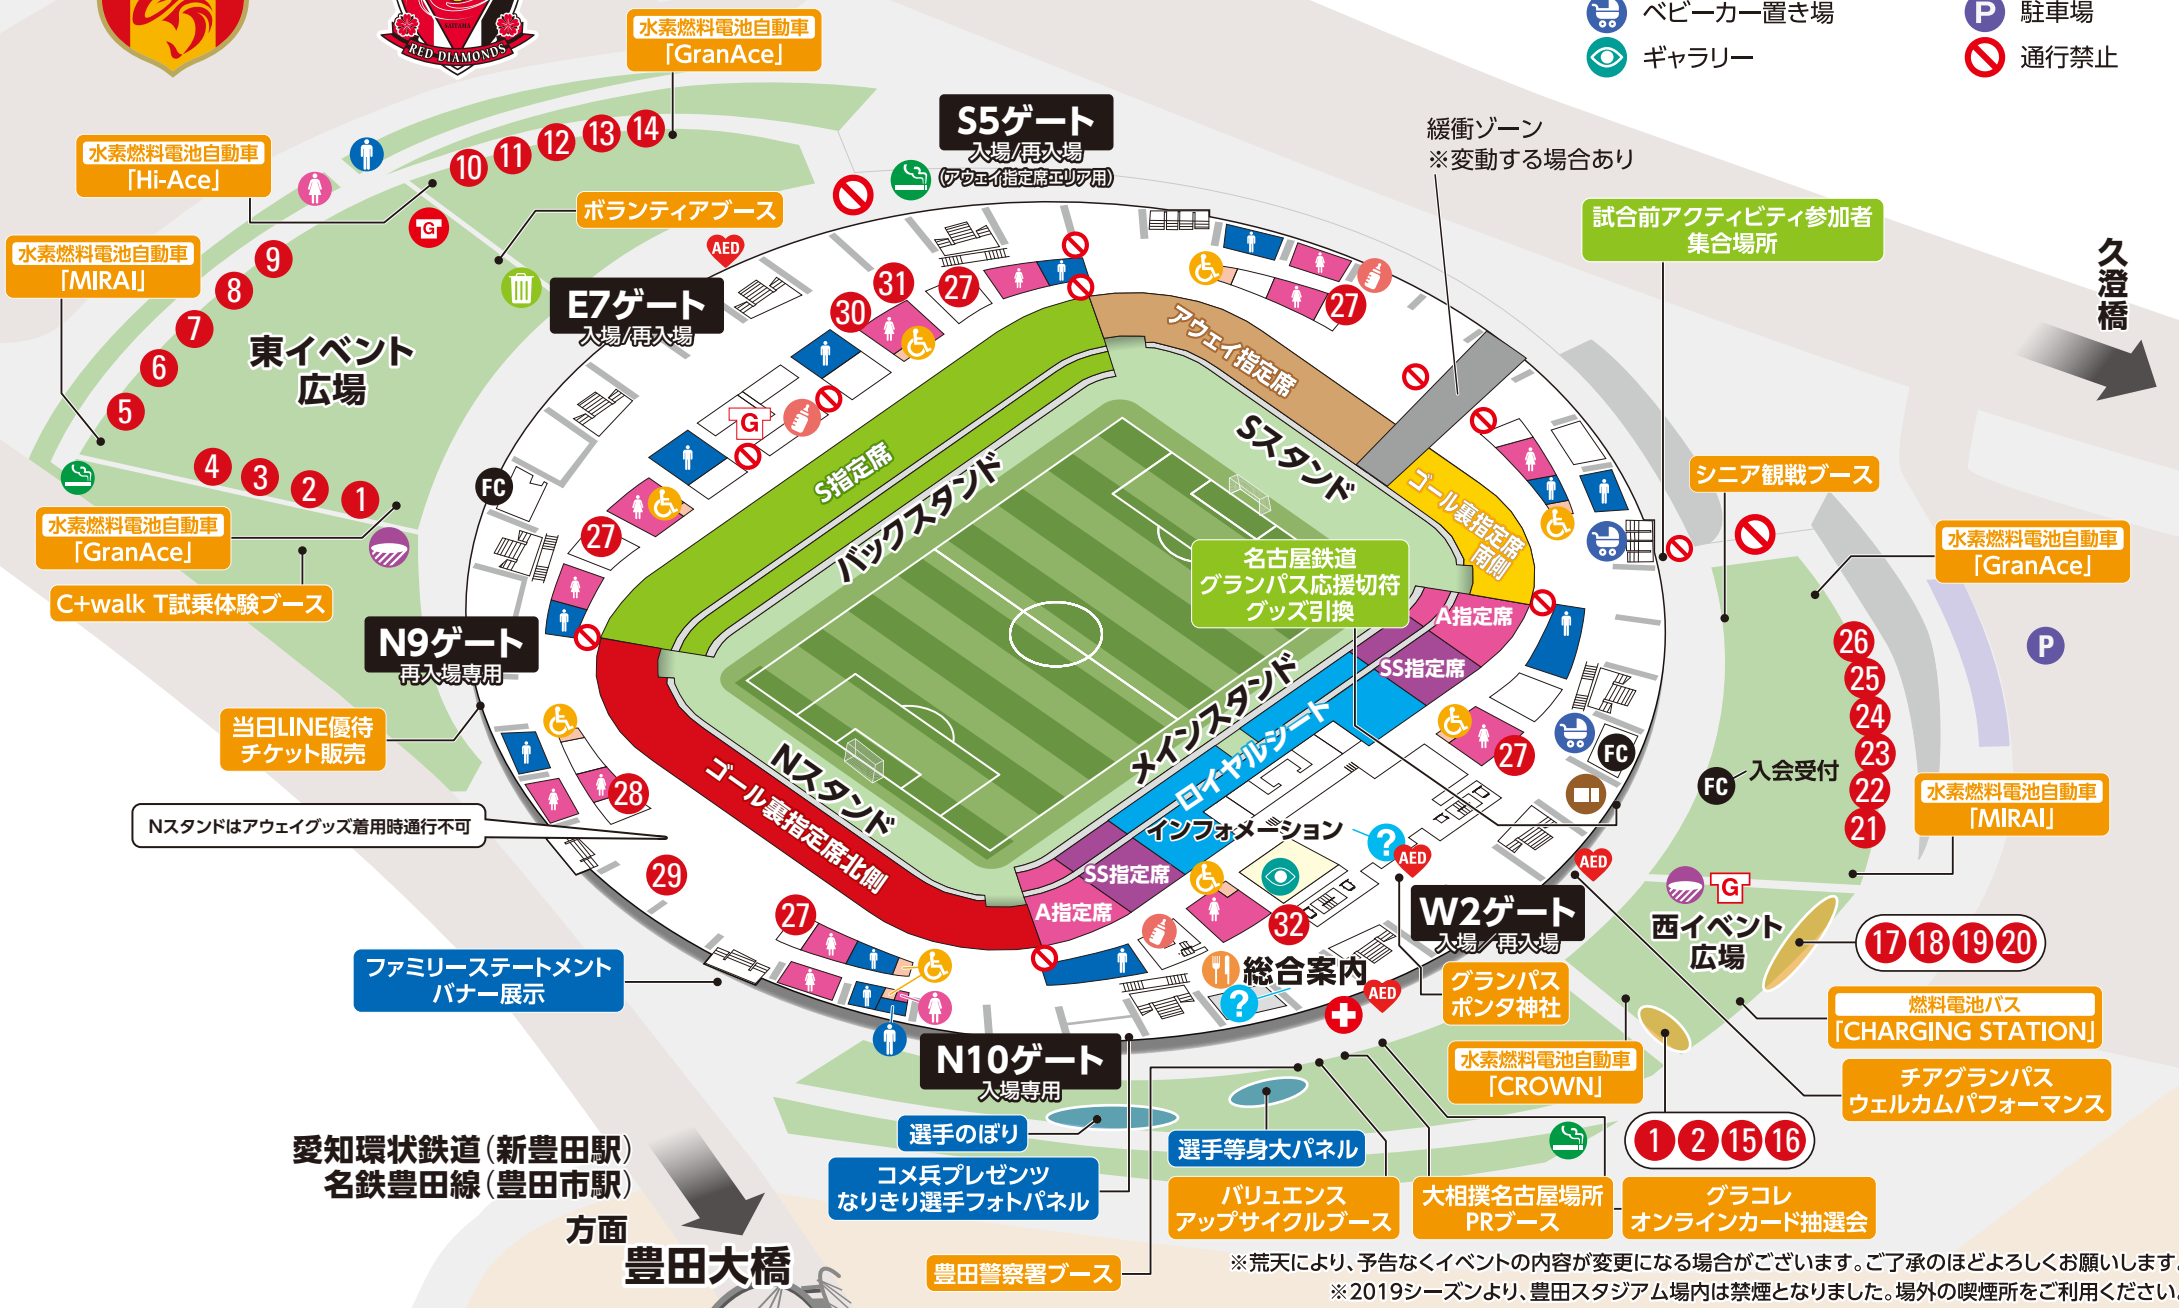 RED DIAMONDS
ベビーカー置き場
P 駐車場
ギャラリー
通行禁止
水素燃料電池自動車
「GranAce」
S5ゲート
入場/再入場
(アウェイ指定席エリア用)
緩衝ゾーン
※変動する場合あり
水素燃料電池自動車
「Hi-Ace」
10 11 12 13 14
ボランティアブース
G
AED
試合前アクティビティ参加者
集合場所
久澄橋
水素燃料電池自動車
「MIRAI」
9
8
7
6
5
東イベント
広場
E7ゲート
入場/再入場
31
30
27
27
アウェイ指定席
4 3 2 1
FC
G
27
S指定席
バックスタンド
Sスタンド
ゴール裏指定席
南側
シニア観戦ブース
水素燃料電池自動車
「GranAce」
C+walk T試乗体験ブース
名古屋鉄道
グランパス応援切符
グッズ引換
水素燃料電池自動車
「GranAce」
A指定席
SS指定席
P
N9ゲート
再入場専用
当日LINE優待
チケット販売
28
Nスタンドはアウェイグッズ着用時通行不可
29
27
Nスタンド
ゴール裏指定席北側
メインスタンド
ロイヤルシート
27
FC
26
25
24
23
22
21
FC 入会受付
水素燃料電池自動車
「MIRAI」
インフォメーション
?
AED
AED
SS指定席
A指定席
32
W2ゲート
入場/再入場
G
西イベント
広場
17 18 19 20
ファミリーステートメント
バナー展示
総合案内
?
AED
グランパス
ポンタ神社
燃料電池バス
「CHARGING STATION」
N10ゲート
入場専用
水素燃料電池自動車
「CROWN」
チアグランパス
ウェルカムパフォーマンス
選手のぼり
選手等身大パネル
1 2 15 16
愛知環状鉄道(新豊田駅)
名鉄豊田線(豊田市駅)
方面
豊田大橋
コメ兵プレゼンツ
なりきり選手フォトパネル
バリュエンス
アップサイクルブース
大相撲名古屋場所
PRブース
グラコレ
オンラインカード抽選会
豊田警察署ブース
※荒天により、予告なくイベントの内容が変更になる場合がございます。ご了承のほどよろしくお願いします。
※2019シーズンより、豊田スタジアム場内は禁煙となりました。場外の喫煙所をご利用ください。